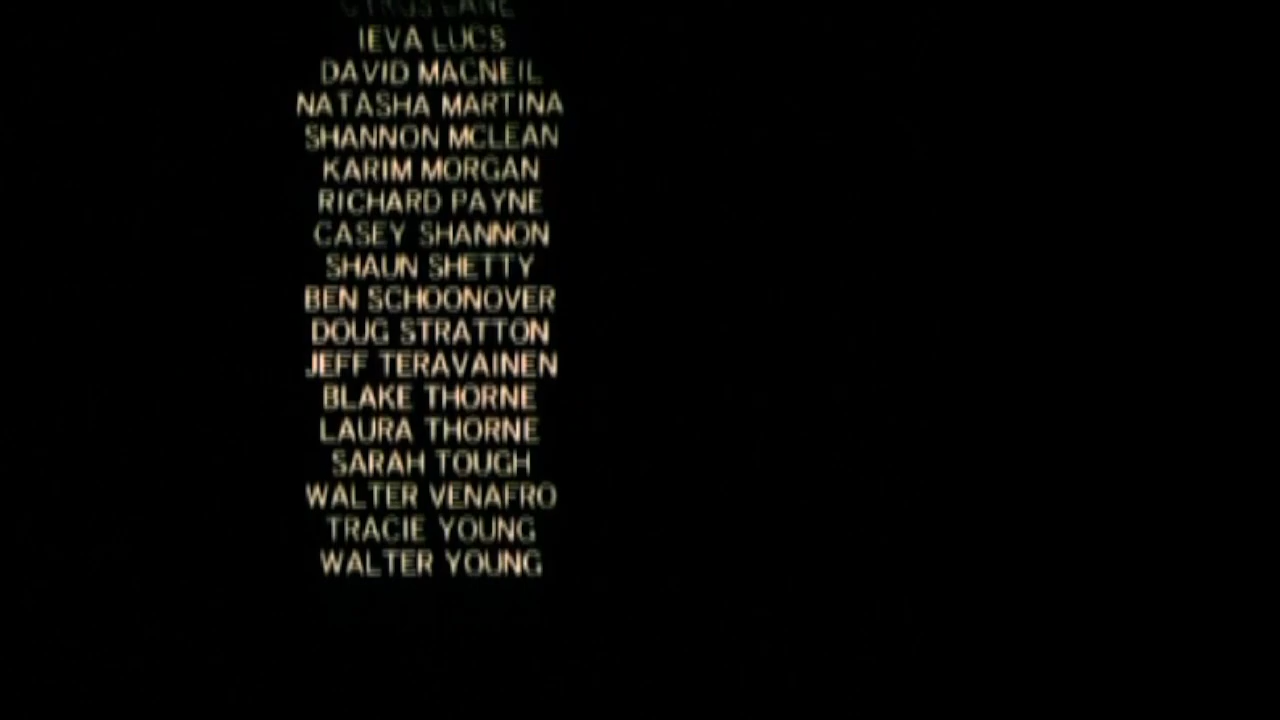 IEVA LUCS
DAVID MACNEIL
NATASHA MARTINA
SHANNON MCLEAN
KARIM MORGAN
RICHARD PAYNE
CASEY SHANNON
SHAUN SHETTY
BEN SCHOONOVER
DOUG STRATTON
JEFF TERAVAINEN
BLAKE THORNE
LAURA THORNE
SARAH TOUGH
WALTER VENAFRO
TRACIE YOUNG
WALTER YOUNG